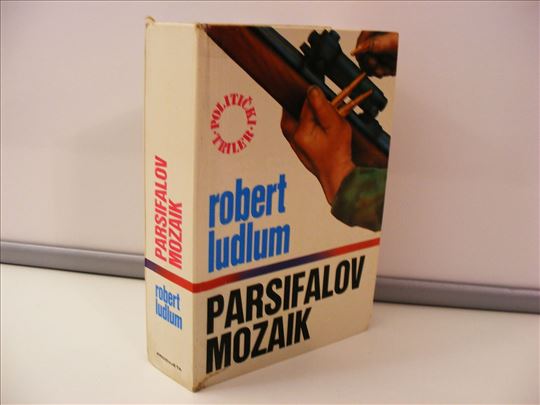 POLITIČKI
TRILER
robert
ludlum
PARSIFALOV
MOZAIK
PARSIFALOV
MOZAIK
robert
ludlum